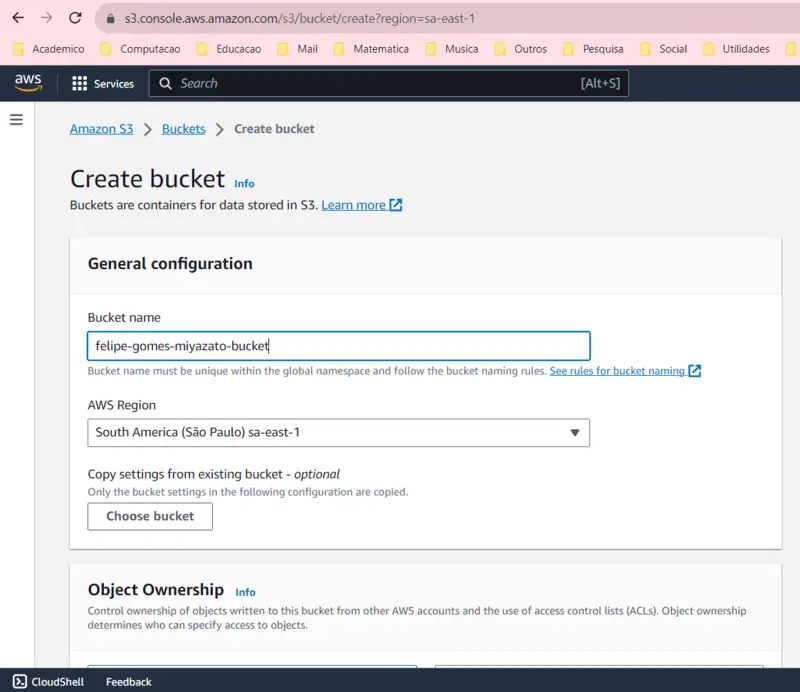 s3.console.aws.amazon.com/s3/bucket/create?region=sa-east-1
Academico Computacao Educacao Mail Matematica Musica Outros Pesquisa Social Utilidades
aws Services Search [Alt+S]
Amazon S3 > Buckets > Create bucket
Create bucket Info
Buckets are containers for data stored in S3. Learn more
General configuration
Bucket name
felipe-gomes-miyazato-bucket
Bucket name must be unique within the global namespace and follow the bucket naming rules. See rules for bucket naming
AWS Region
South America (São Paulo) sa-east-1
Copy settings from existing bucket - optional
Only the bucket settings in the following configuration are copied.
Choose bucket
Object Ownership Info
Control ownership of objects written to this bucket from other AWS accounts and the use of access control lists (ACLs). Object ownership
determines who can specify access to objects.
CloudShell Feedback